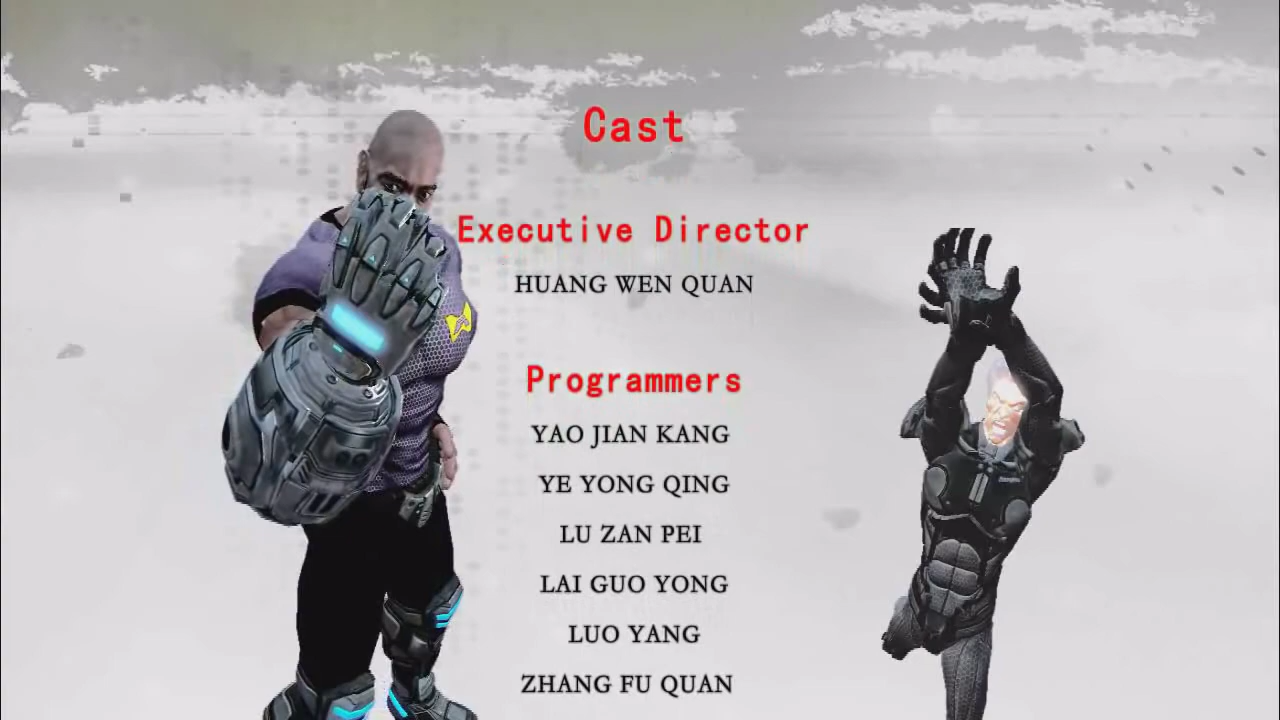 Cast
Executive Director
HUANG WEN QUAN
Programmers
YAO JIAN KANG
YE YONG QING
LU ZAN PEI
LAI GUO YONG
LUO YANG
ZHANG FU QUAN